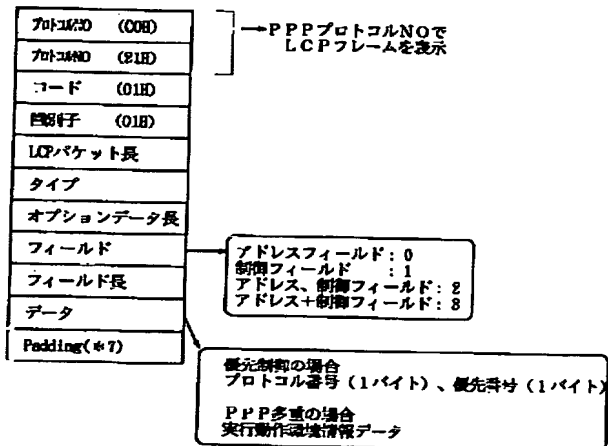 プロトコルNO (C0H)
プロトコルNO (21H)
コード (01H)
識別子 (01H)
LCPパケット長
タイプ
オプションデータ長
フィールド
フィールド長
データ
Padding(*7)
PPPプロトコルNOで
LCPフレームを表示
アドレスフィールド: 0
制御フィールド : 1
アドレス、制御フィールド: 2
アドレス+制御フィールド: 3
優先制御の場合
プロトコル番号(1バイト)、優先番号(1バイト)
PPP多重の場合
実行動作環境情報データ